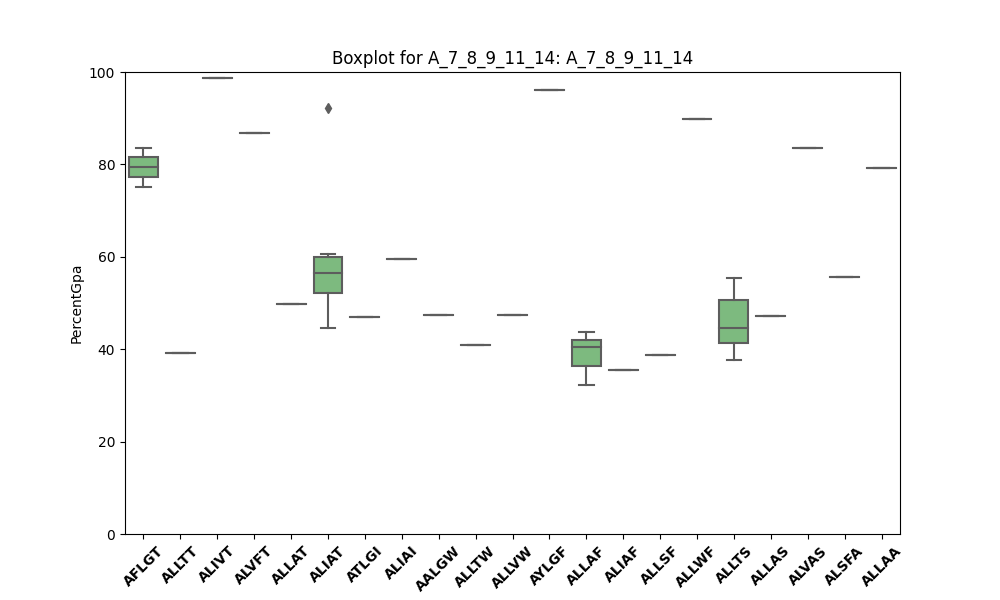 Boxplot for A_7_8_9_11_14: A_7_8_9_11_14
PercentGpa
100
80
60
40
20
0
AFLGT
ALLTT
ALIVT
ALVFT
ALLAT
ALIAT
ATLGI
ALIAI
AALGW
ALLTW
ALLVW
AYLGF
ALLAF
ALIAF
ALLSF
ALLWF
ALLTS
ALLAS
ALVAS
ALSFA
ALLAA